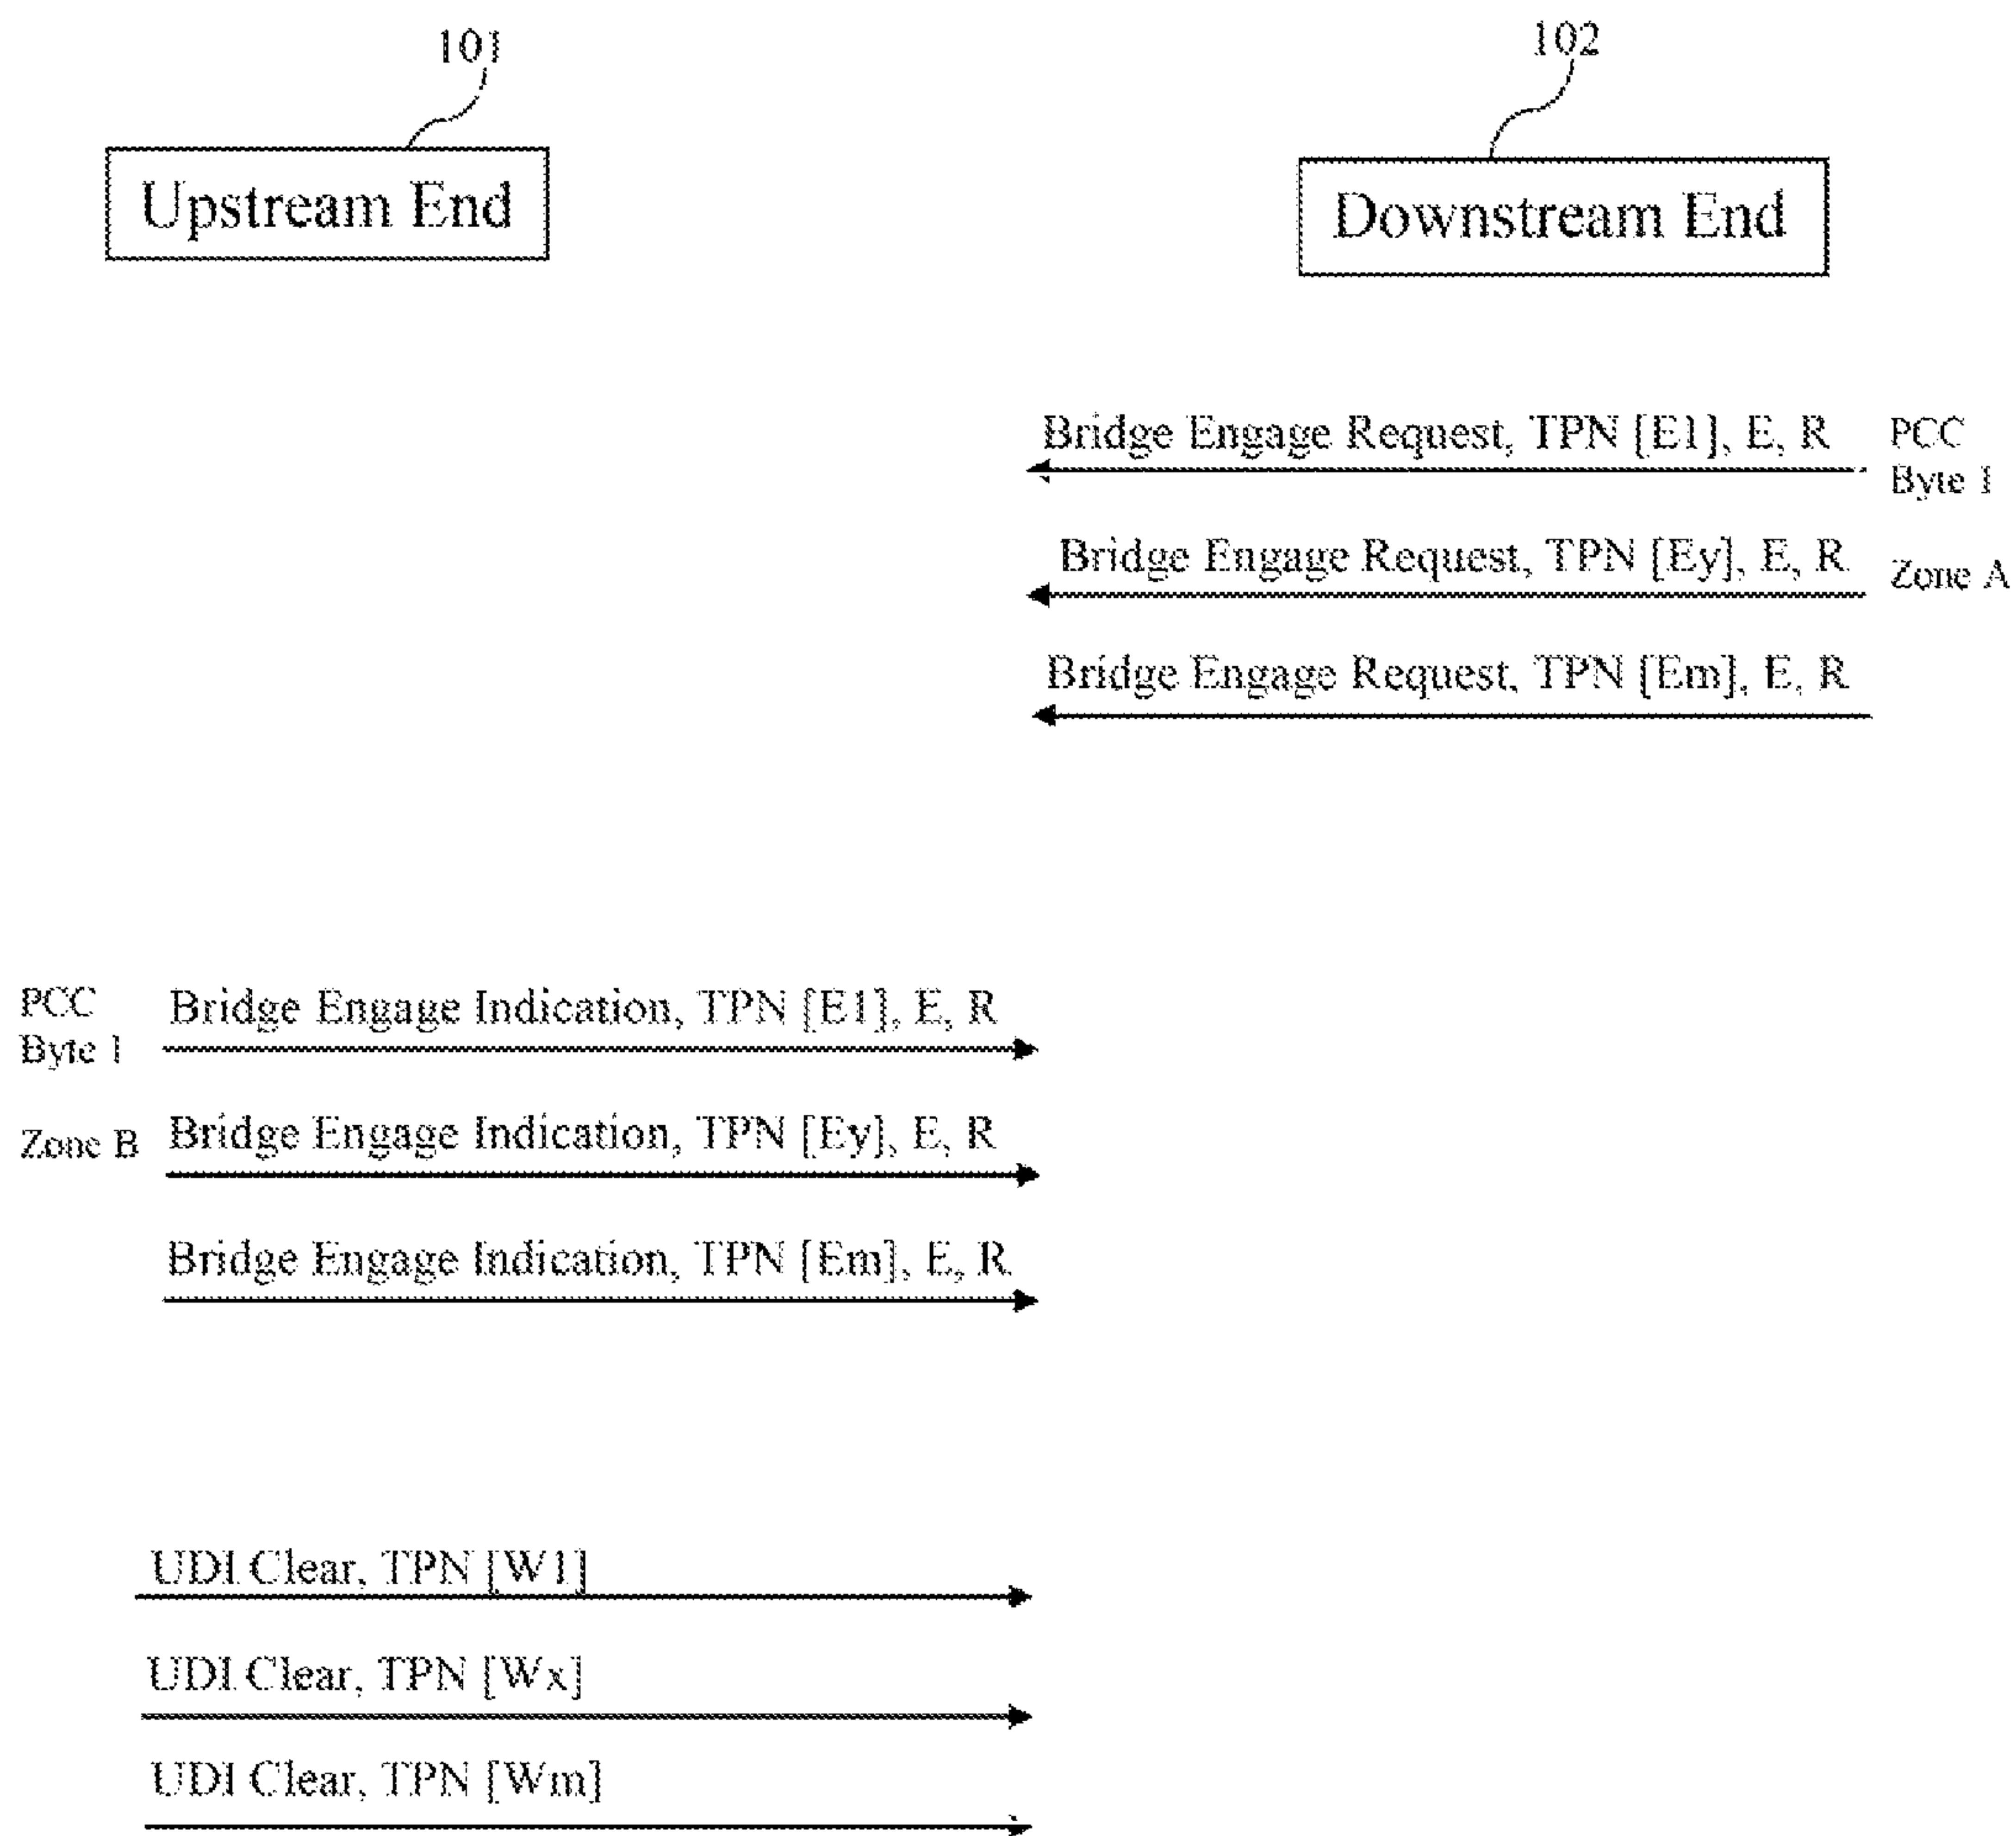 101
102
Upstream End
Downstream End
Bridge Engage Request, TPN [E1], E, R
PCC
Byte 1
Bridge Engage Request, TPN [Ey], E, R
Zone A
Bridge Engage Request, TPN [Em], E, R
PCC
Byte 1
Bridge Engage Indication, TPN [E1], E, R
Zone B
Bridge Engage Indication, TPN [Ey], E, R
Bridge Engage Indication, TPN [Em], E, R
UDI Clear, TPN [W1]
UDI Clear, TPN [Wx]
UDI Clear, TPN [Wm]